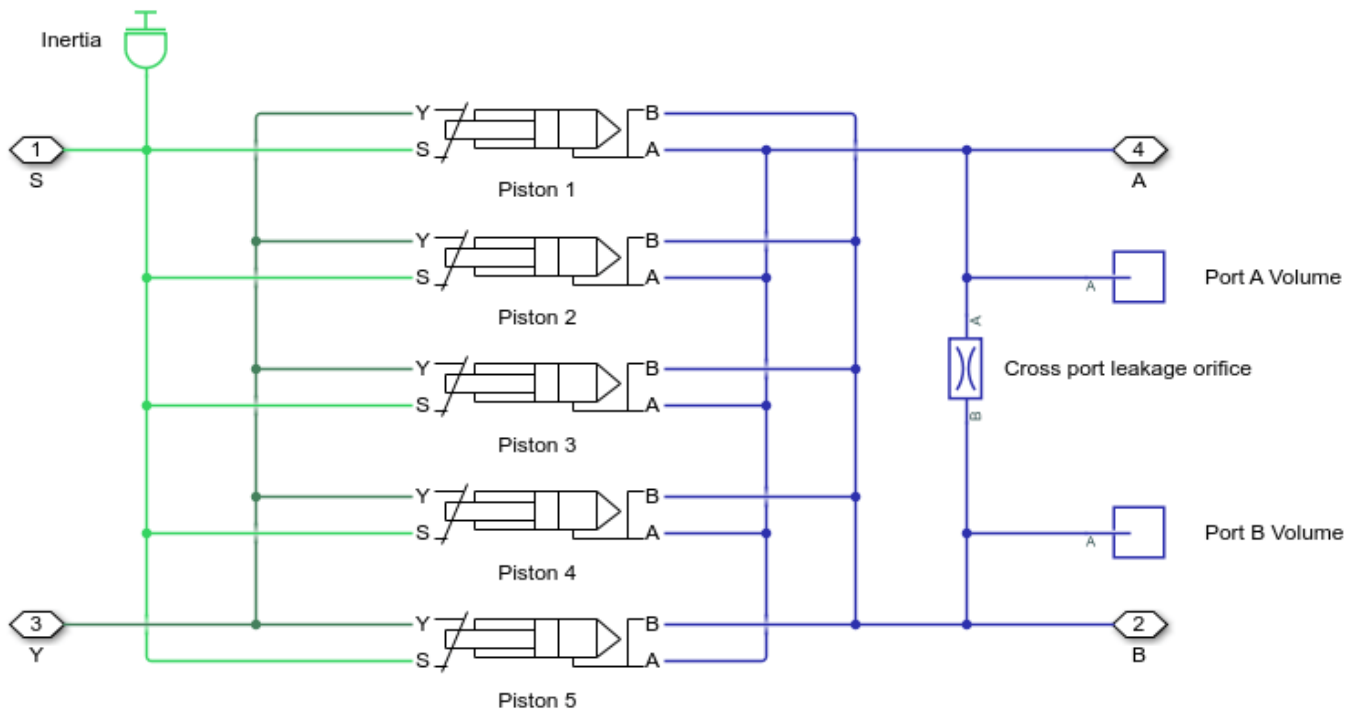 Inertia
Y B
1 S A 4
S Piston 1 A
Y B
S A
Piston 2
A Port A Volume
A
Y B
S A
Piston 3
Cross port leakage orifice
B
Y B
S A
Piston 4
A Port B Volume
3 Y B 2
Y S A B
Piston 5